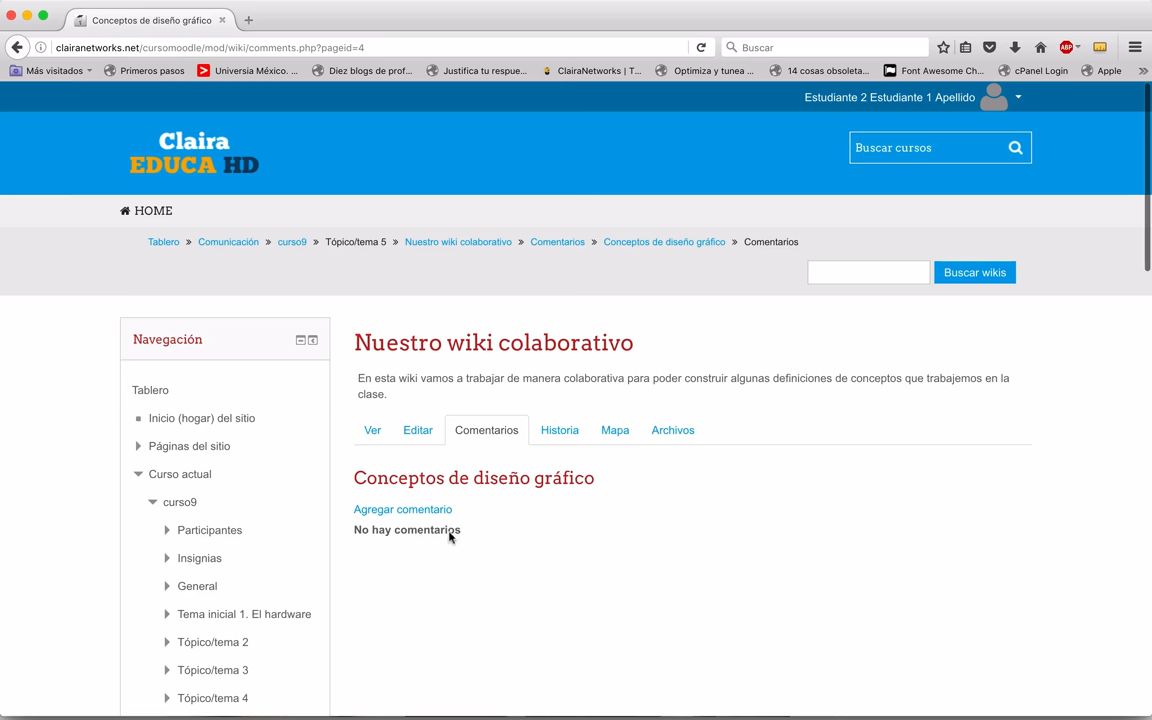 Conceptos de diseño gráfico
clairanetworks.net/cursomoodle/mod/wiki/comments.php?pageid=4
Buscar
ABP
Más visitados
Primeros pasos
Universia México. ...
Diez blogs de prof...
Justifica tu respue...
ClairaNetworks | T...
Optimiza y tunea ...
14 cosas obsoleta...
Font Awesome Ch...
cPanel Login
Apple
Estudiante 2 Estudiante 1 Apellido
Claira
EDUCA HD
Buscar cursos
HOME
Tablero » Comunicación » curso9 » Tópico/tema 5 » Nuestro wiki colaborativo » Comentarios » Conceptos de diseño gráfico » Comentarios
Buscar wikis
Navegación
Tablero
Inicio (hogar) del sitio
Páginas del sitio
Curso actual
curso9
Participantes
Insignias
General
Tema inicial 1. El hardware
Tópico/tema 2
Tópico/tema 3
Tópico/tema 4
Nuestro wiki colaborativo
En esta wiki vamos a trabajar de manera colaborativa para poder construir algunas definiciones de conceptos que trabajemos en la
clase.
Ver Editar Comentarios Historia Mapa Archivos
Conceptos de diseño gráfico
Agregar comentario
No hay comentarios